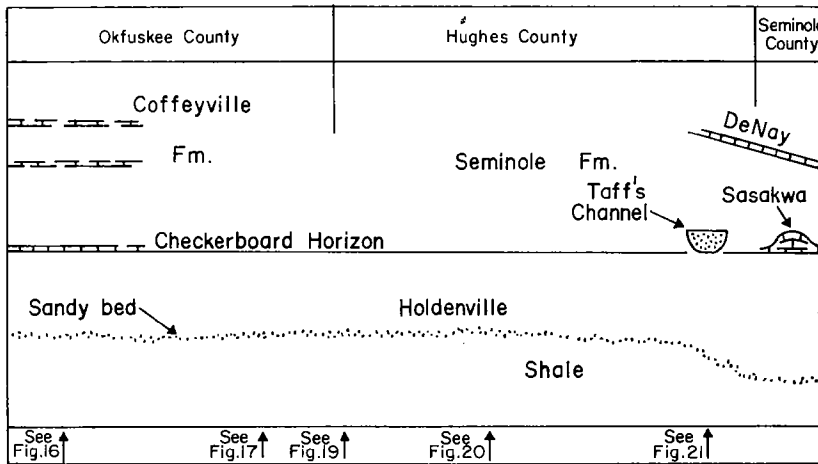 Okfuskee County
Hughes County
Seminole
County
Coffeyville
Fm.
DeNay
Seminole Fm.
Taff's
Channel
Sasakwa
Checkerboard Horizon
Sandy bed
Holdenville
Shale
See
Fig.16
See
Fig.17
See
Fig.19
See
Fig.20
See
Fig.21